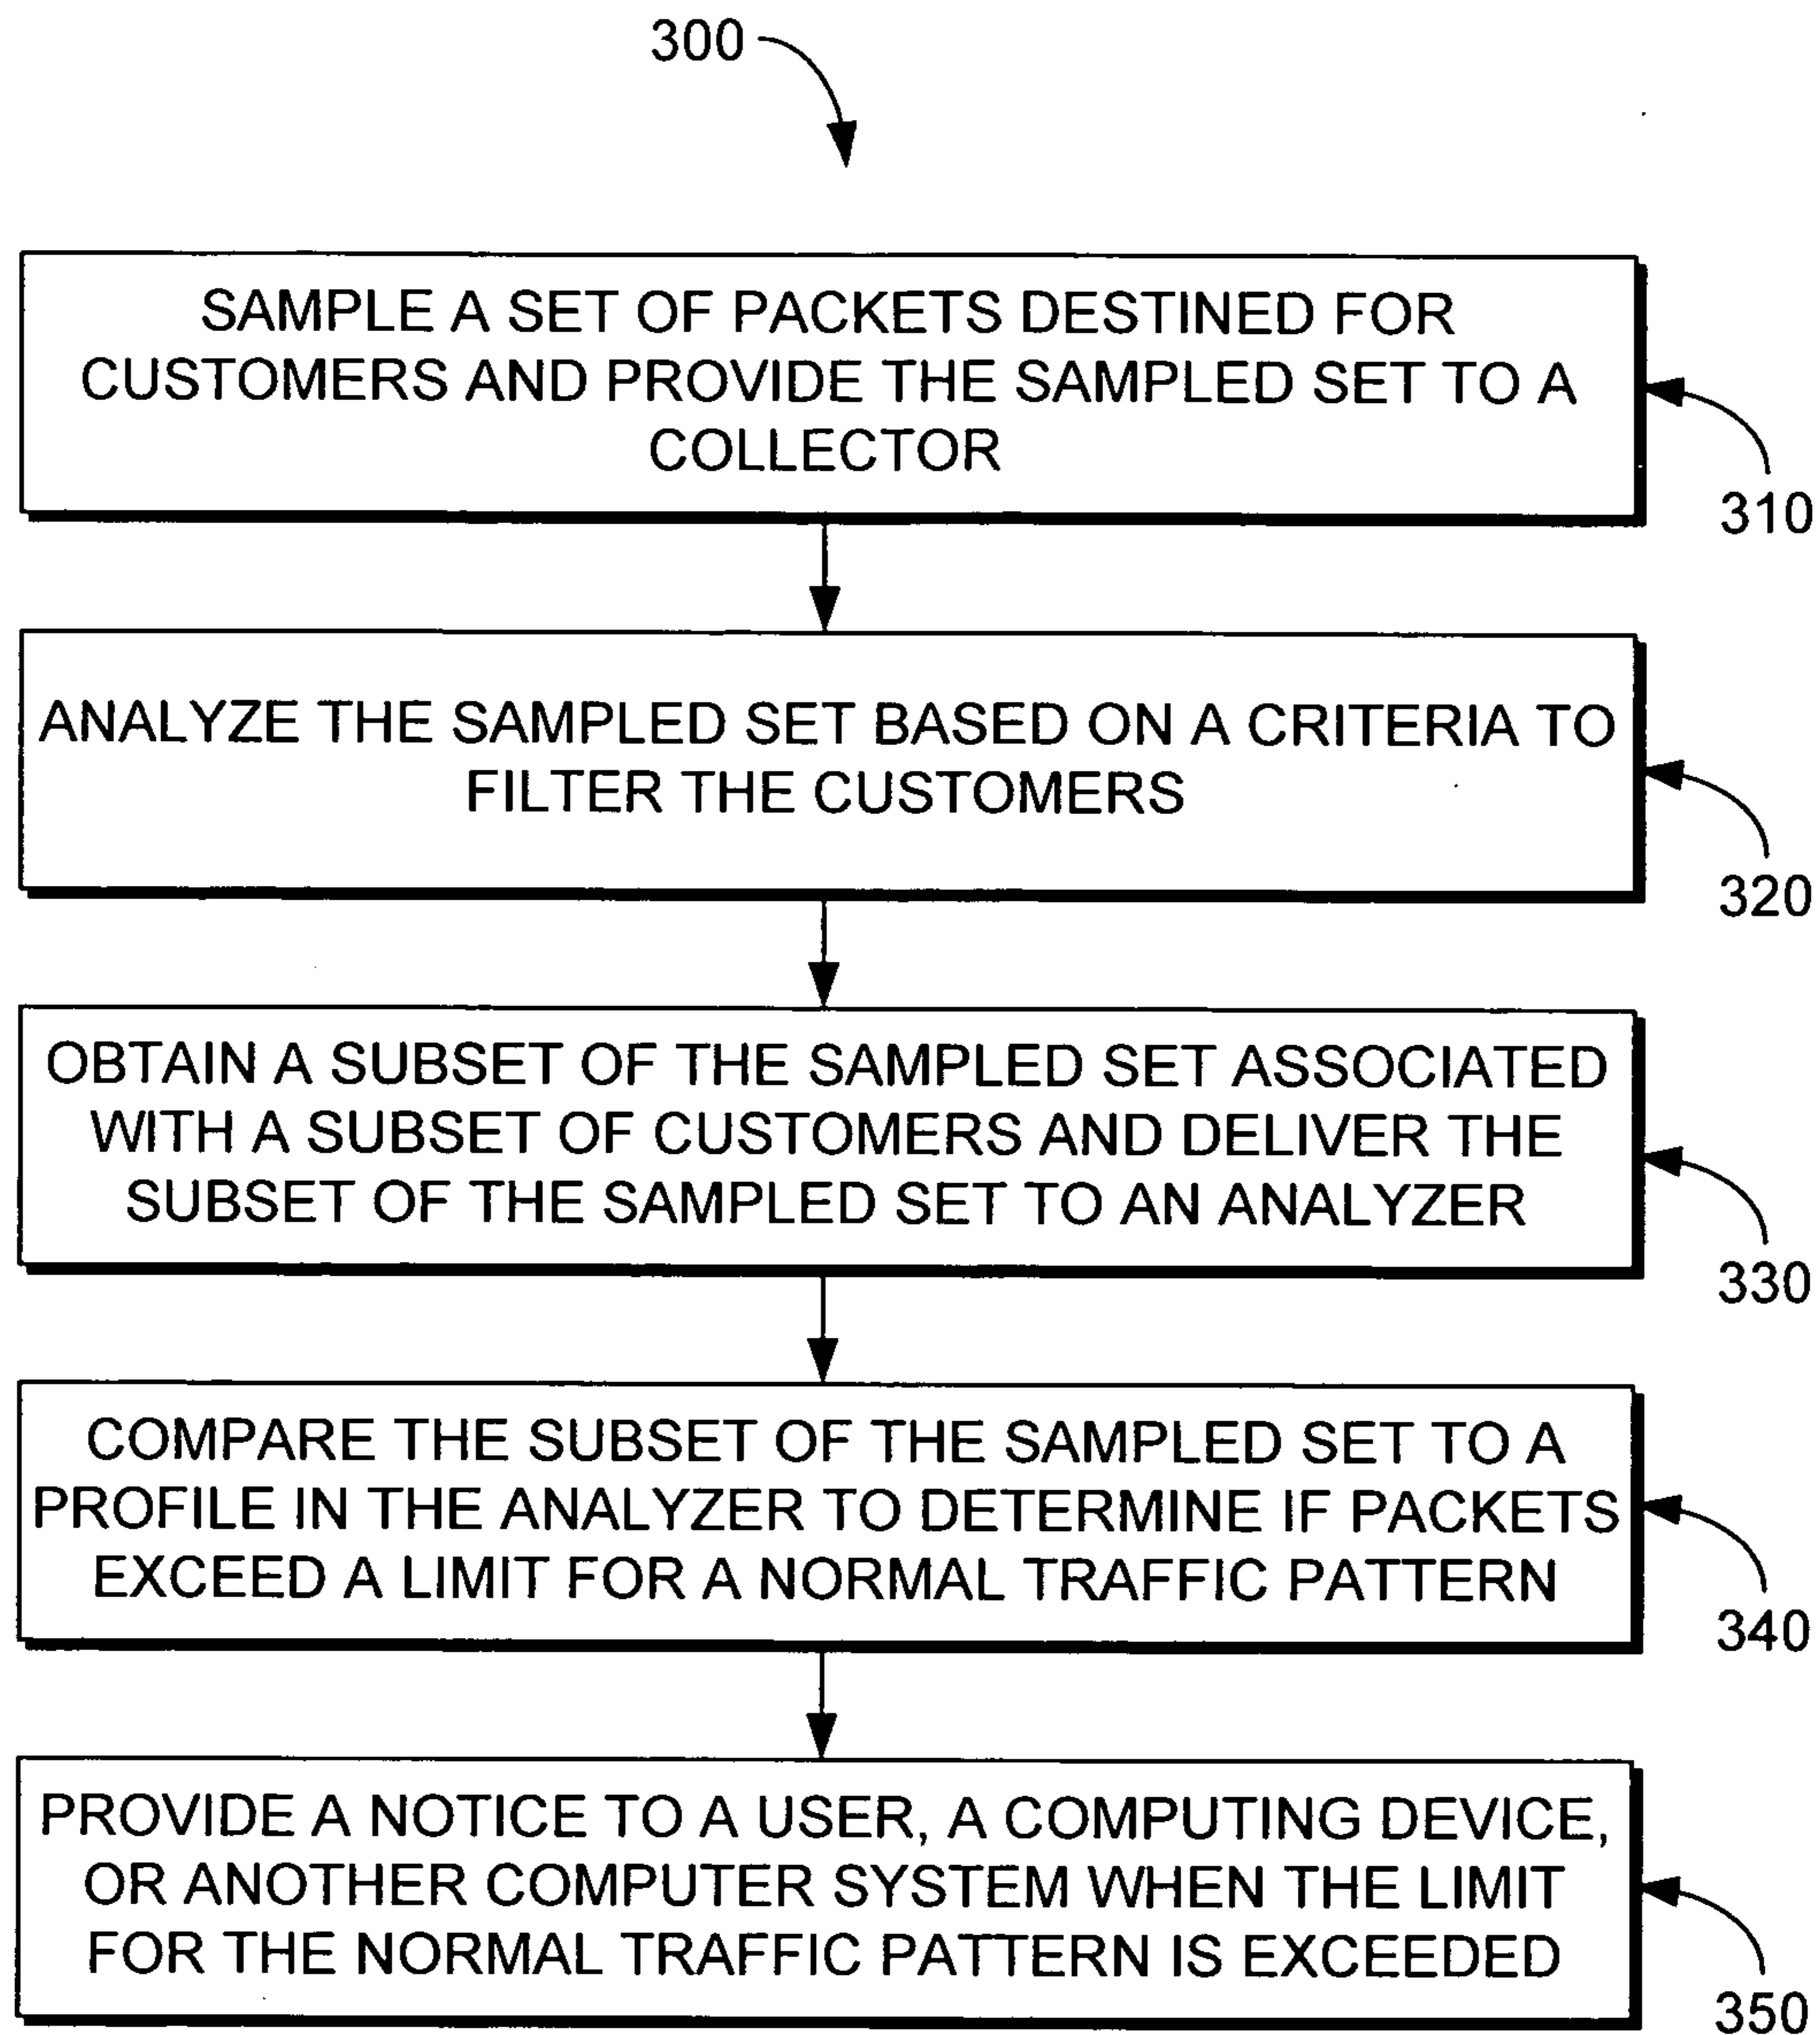 300
SAMPLE A SET OF PACKETS DESTINED FOR
CUSTOMERS AND PROVIDE THE SAMPLED SET TO A
COLLECTOR
310
ANALYZE THE SAMPLED SET BASED ON A CRITERIA TO
FILTER THE CUSTOMERS
320
OBTAIN A SUBSET OF THE SAMPLED SET ASSOCIATED
WITH A SUBSET OF CUSTOMERS AND DELIVER THE
SUBSET OF THE SAMPLED SET TO AN ANALYZER
330
COMPARE THE SUBSET OF THE SAMPLED SET TO A
PROFILE IN THE ANALYZER TO DETERMINE IF PACKETS
EXCEED A LIMIT FOR A NORMAL TRAFFIC PATTERN
340
PROVIDE A NOTICE TO A USER, A COMPUTING DEVICE,
OR ANOTHER COMPUTER SYSTEM WHEN THE LIMIT
FOR THE NORMAL TRAFFIC PATTERN IS EXCEEDED
350